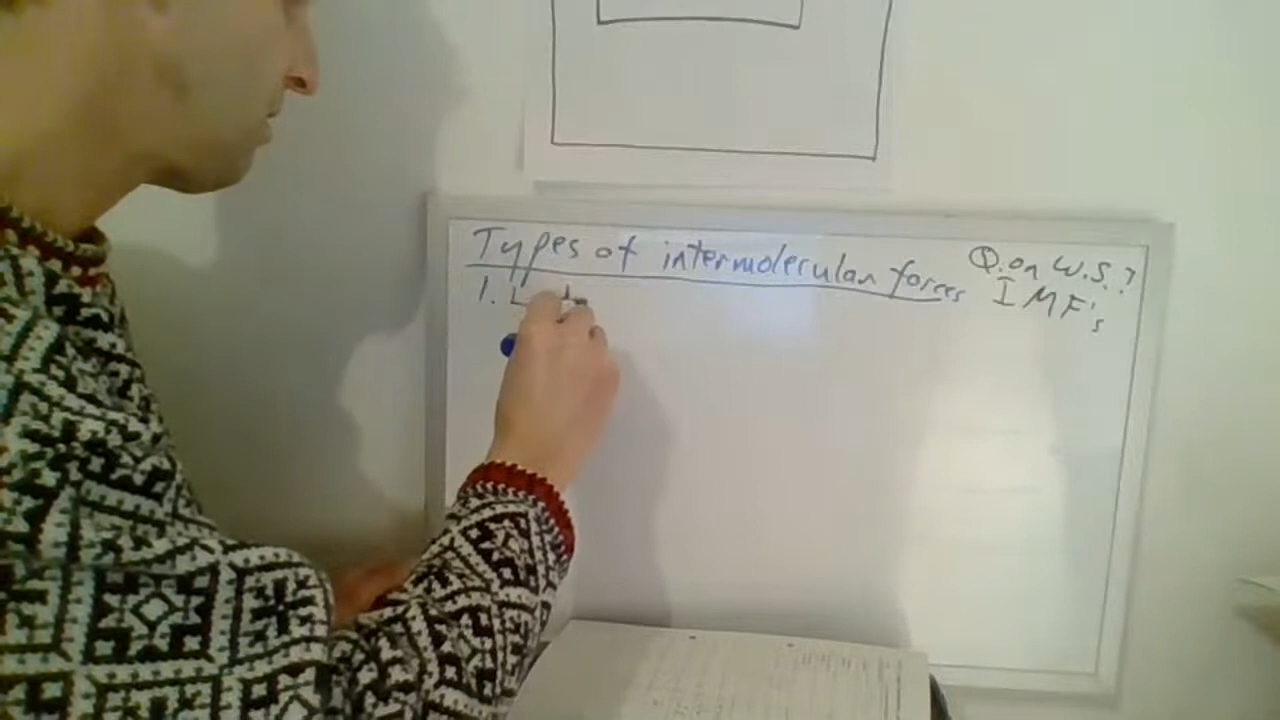 Types of intermolecular forces
Q. on W.S.?
IMF's
1. L